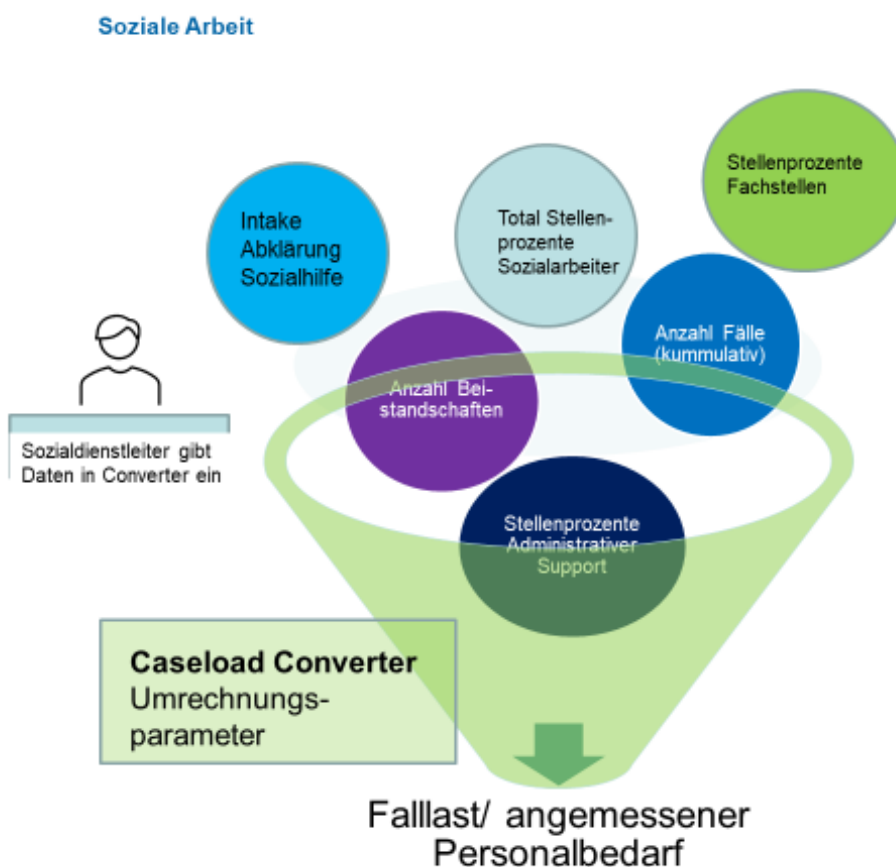 Soziale Arbeit
Stellenprozente
Fachstellen
Intake
Abklärung
Sozialhilfe
Total Stellen-
prozente
Sozialarbeiter
Anzahl Fälle
(kummulativ)
Anzahl Bei-
standschaften
Sozialdienstleiter gibt
Daten in Converter ein
Stellenprozente
Administrativer
Support
Caseload Converter
Umrechnungs-
parameter
Falllast/ angemessener
Personalbedarf